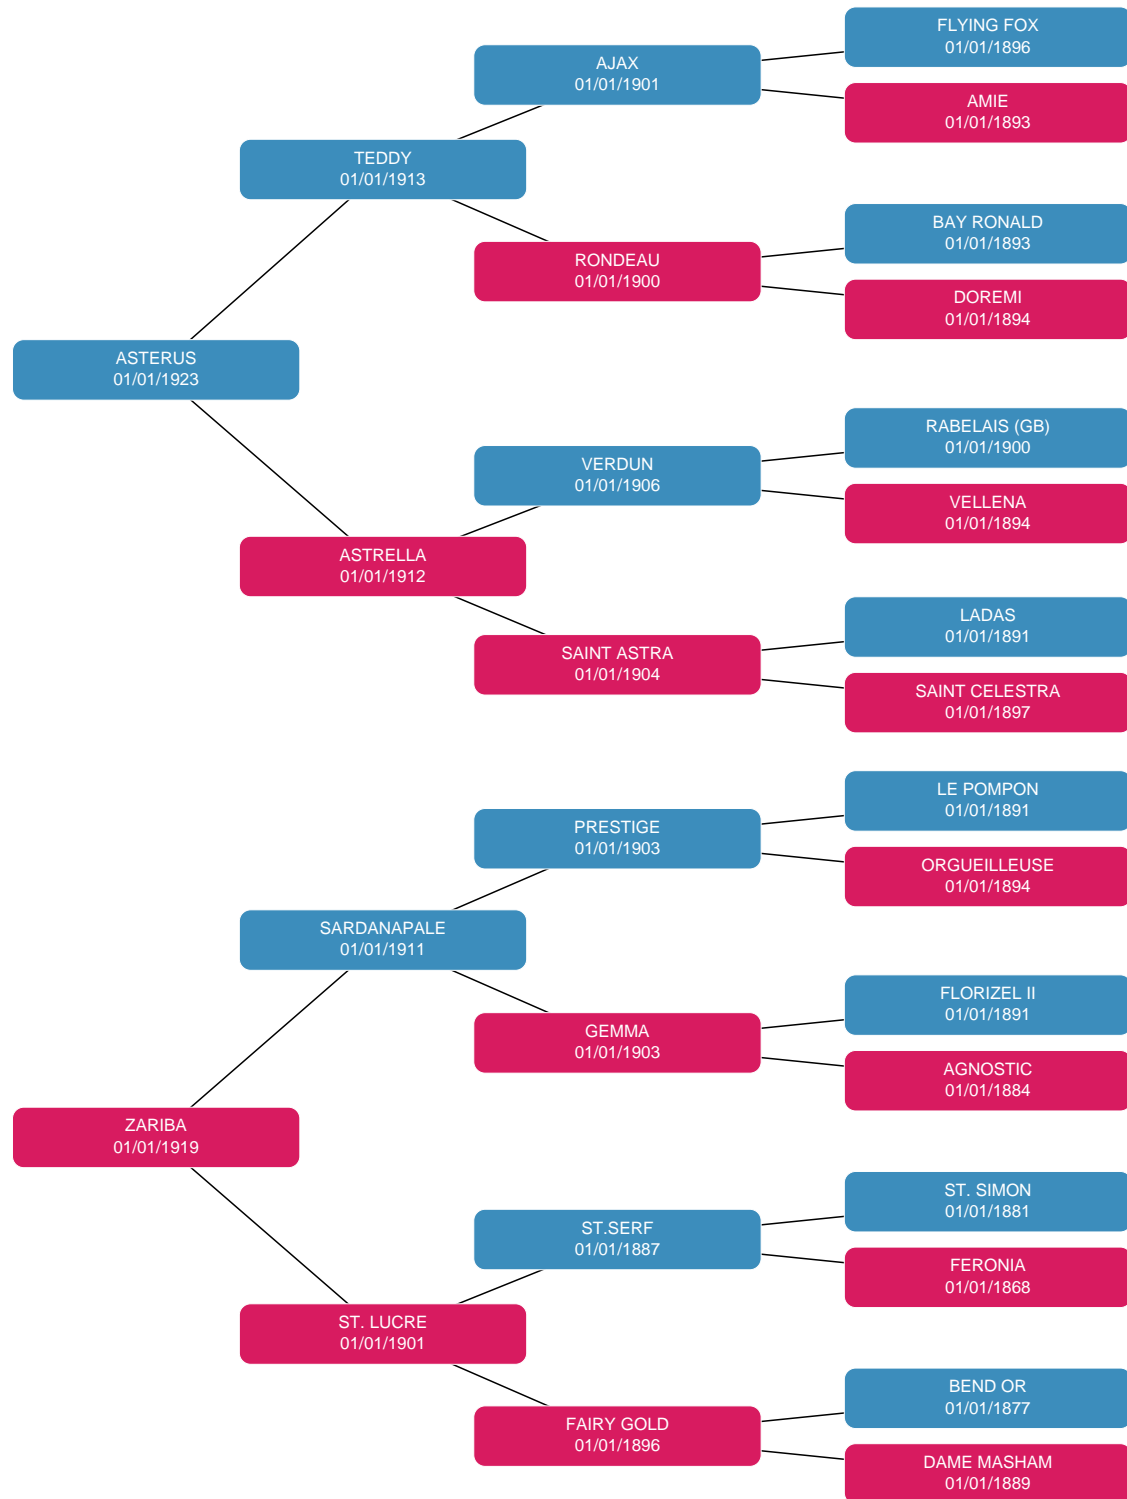 FLYING FOX
01/01/1896
AJAX
01/01/1901
AMIE
01/01/1893
TEDDY
01/01/1913
BAY RONALD
01/01/1893
RONDEAU
01/01/1900
DOREMI
01/01/1894
ASTERUS
01/01/1923
RABELAIS (GB)
01/01/1900
VERDUN
01/01/1906
VELLENA
01/01/1894
ASTRELLA
01/01/1912
LADAS
01/01/1891
SAINT ASTRA
01/01/1904
SAINT CELESTRA
01/01/1897
LE POMPON
01/01/1891
PRESTIGE
01/01/1903
ORGUEILLEUSE
01/01/1894
SARDANAPALE
01/01/1911
FLORIZEL II
01/01/1891
GEMMA
01/01/1903
AGNOSTIC
01/01/1884
ZARIBA
01/01/1919
ST. SIMON
01/01/1881
ST.SERF
01/01/1887
FERONIA
01/01/1868
ST. LUCRE
01/01/1901
BEND OR
01/01/1877
FAIRY GOLD
01/01/1896
DAME MASHAM
01/01/1889